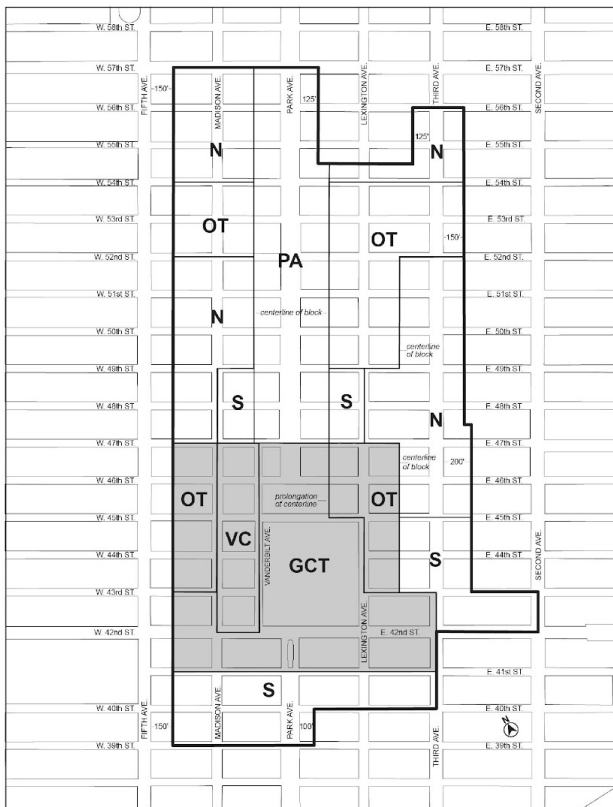 W. 58th ST. E. 58th ST.
W. 57th ST. E. 57th ST.
FIFTH AVE. 150' MADISON AVE. PARK AVE. 125' LEXINGTON AVE. THIRD AVE. SECOND AVE.
W. 56th ST. E. 56th ST.
125'
W. 55th ST. N N E. 55th ST.
W. 54th ST. E. 54th ST.
W. 53rd ST. OT OT 150' E. 53rd ST.
W. 52nd ST. PA E. 52nd ST.
W. 51st ST. E. 51st ST.
N centerline of block
W. 50th ST. E. 50th ST.
centerline
of block
W. 49th ST. E. 49th ST.
S S
W. 48th ST. N E. 48th ST.
W. 47th ST. E. 47th ST.
centerline
of block 200'
W. 46th ST. E. 46th ST.
OT prolongation
of centerline OT
W. 45th ST. E. 45th ST.
VC VANDERBILT AVE. GCT S
W. 44th ST. E. 44th ST.
SECOND AVE.
W. 43rd ST. E. 43rd ST.
LEXINGTON AVE.
W. 42nd ST. E. 42nd ST.
E. 41st ST.
S
FIFTH AVE. 150' MADISON AVE. PARK AVE. 100' THIRD AVE.
W. 40th ST. E. 40th ST.
N
W. 39th ST. E. 39th ST.